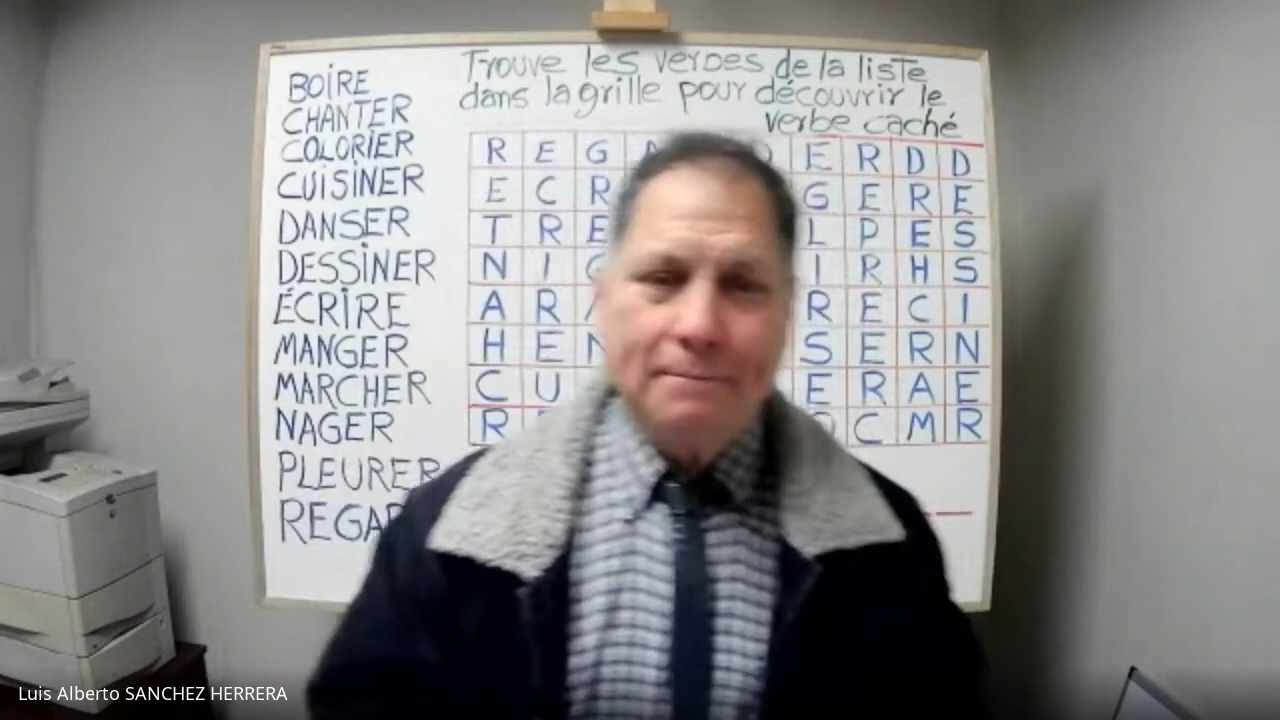 Trouve les verbes de la liste
dans la grille pour découvrir le
verbe caché
BOIRE
CHANTER
COLORIER
CUISINER
DANSER
DESSINER
ÉCRIRE
MANGER
MARCHER
NAGER
PLEURER
R E G E R D D
E C R G E R E
T R E L P E S
N I I R H S
A R R E C I
H E S E R N
C U E R A E
R C M R
Luis Alberto SANCHEZ HERRERA